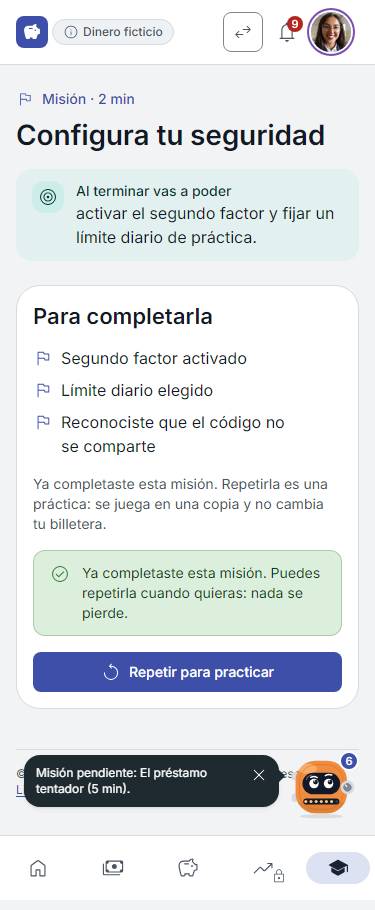 Dinero ficticio
9
Misión · 2 min
Configura tu seguridad
Al terminar vas a poder
activar el segundo factor y fijar un
límite diario de práctica.
Para completarla
Segundo factor activado
Límite diario elegido
Reconociste que el código no
se comparte
Ya completaste esta misión. Repetirla es una
práctica: se juega en una copia y no cambia
tu billetera.
Ya completaste esta misión. Puedes
repetirla cuando quieras: nada se
pierde.
Repetir para practicar
Misión pendiente: El préstamo
tentador (5 min).
6